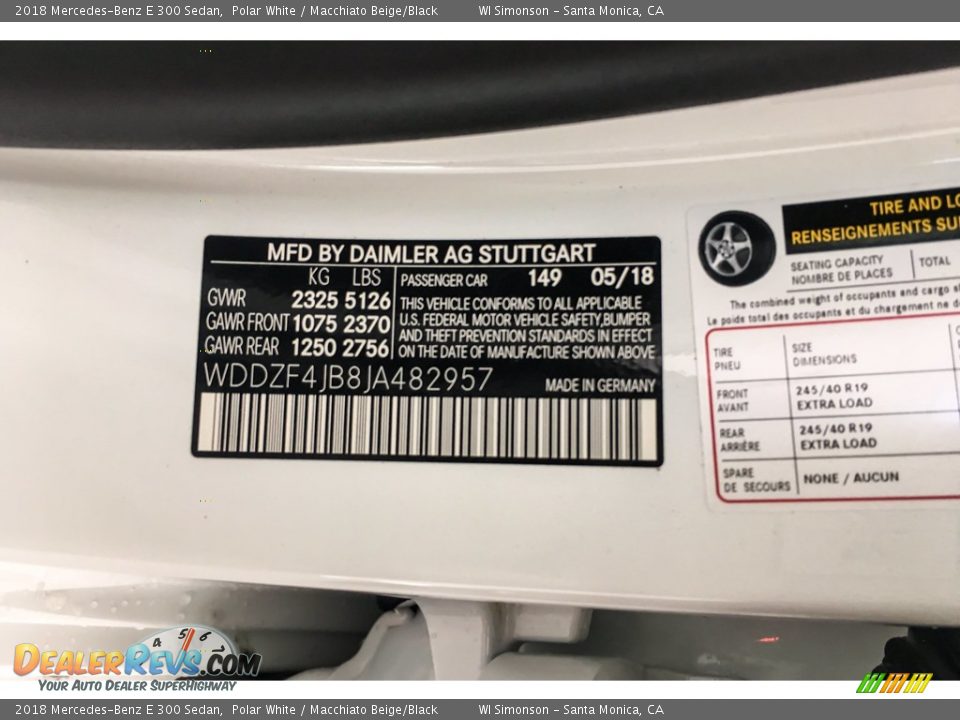 2018 Mercedes-Benz E 300 Sedan, Polar White / Macchiato Beige/Black WI Simonson - Santa Monica, CA
MFD BY DAIMLER AG STUTTGART
KG LBS
GVWR 2325 5126
GAWR FRONT 1075 2370
GAWR REAR 1250 2756
PASSENGER CAR 149 05/18
THIS VEHICLE CONFORMS TO ALL APPLICABLE
U.S. FEDERAL MOTOR VEHICLE SAFETY,BUMPER
AND THEFT PREVENTION STANDARDS IN EFFECT
ON THE DATE OF MANUFACTURE SHOWN ABOVE
WDDZF4JB8JA482957 MADE IN GERMANY
TIRE AND
RENSEIGNEMENTS
SEATING CAPACITY
NOMBRE DE PLACES
TOTAL
The combined weight of occupants and cargo
Le poids total des occupants et du chargement ne
TIRE
PNEU
SIZE
DIMENSIONS
FRONT
AVANT
245/40 R19
EXTRA LOAD
REAR
ARRIÈRE
245/40 R19
EXTRA LOAD
SPARE
DE SECOURS
NONE / AUCUN
4 5 6 7
DEALERREVS.COM
YOUR AUTO DEALER SUPERHIGHWAY
2018 Mercedes-Benz E 300 Sedan, Polar White / Macchiato Beige/Black WI Simonson - Santa Monica, CA